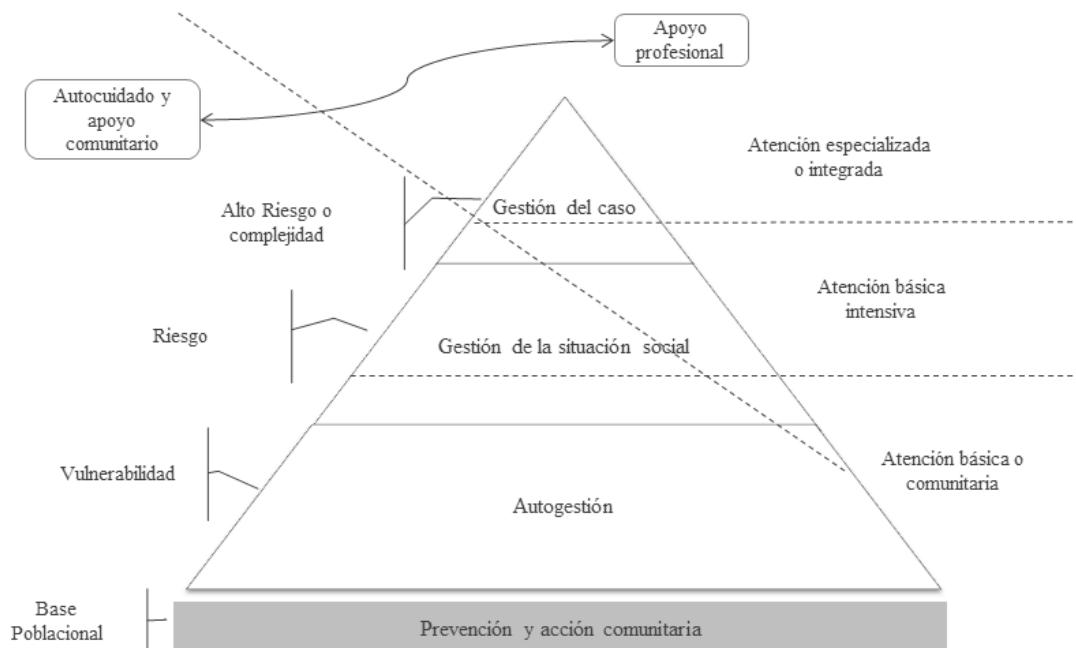 Apoyo
profesional
Autocuidado y
apoyo
comunitario
Atención especializada
o integrada
Alto Riesgo o
complejidad
Gestión del caso
Atención básica
intensiva
Riesgo
Gestión de la situación social
Vulnerabilidad
Atención básica o
comunitaria
Autogestión
Base
Poblacional
Prevención y acción comunitaria